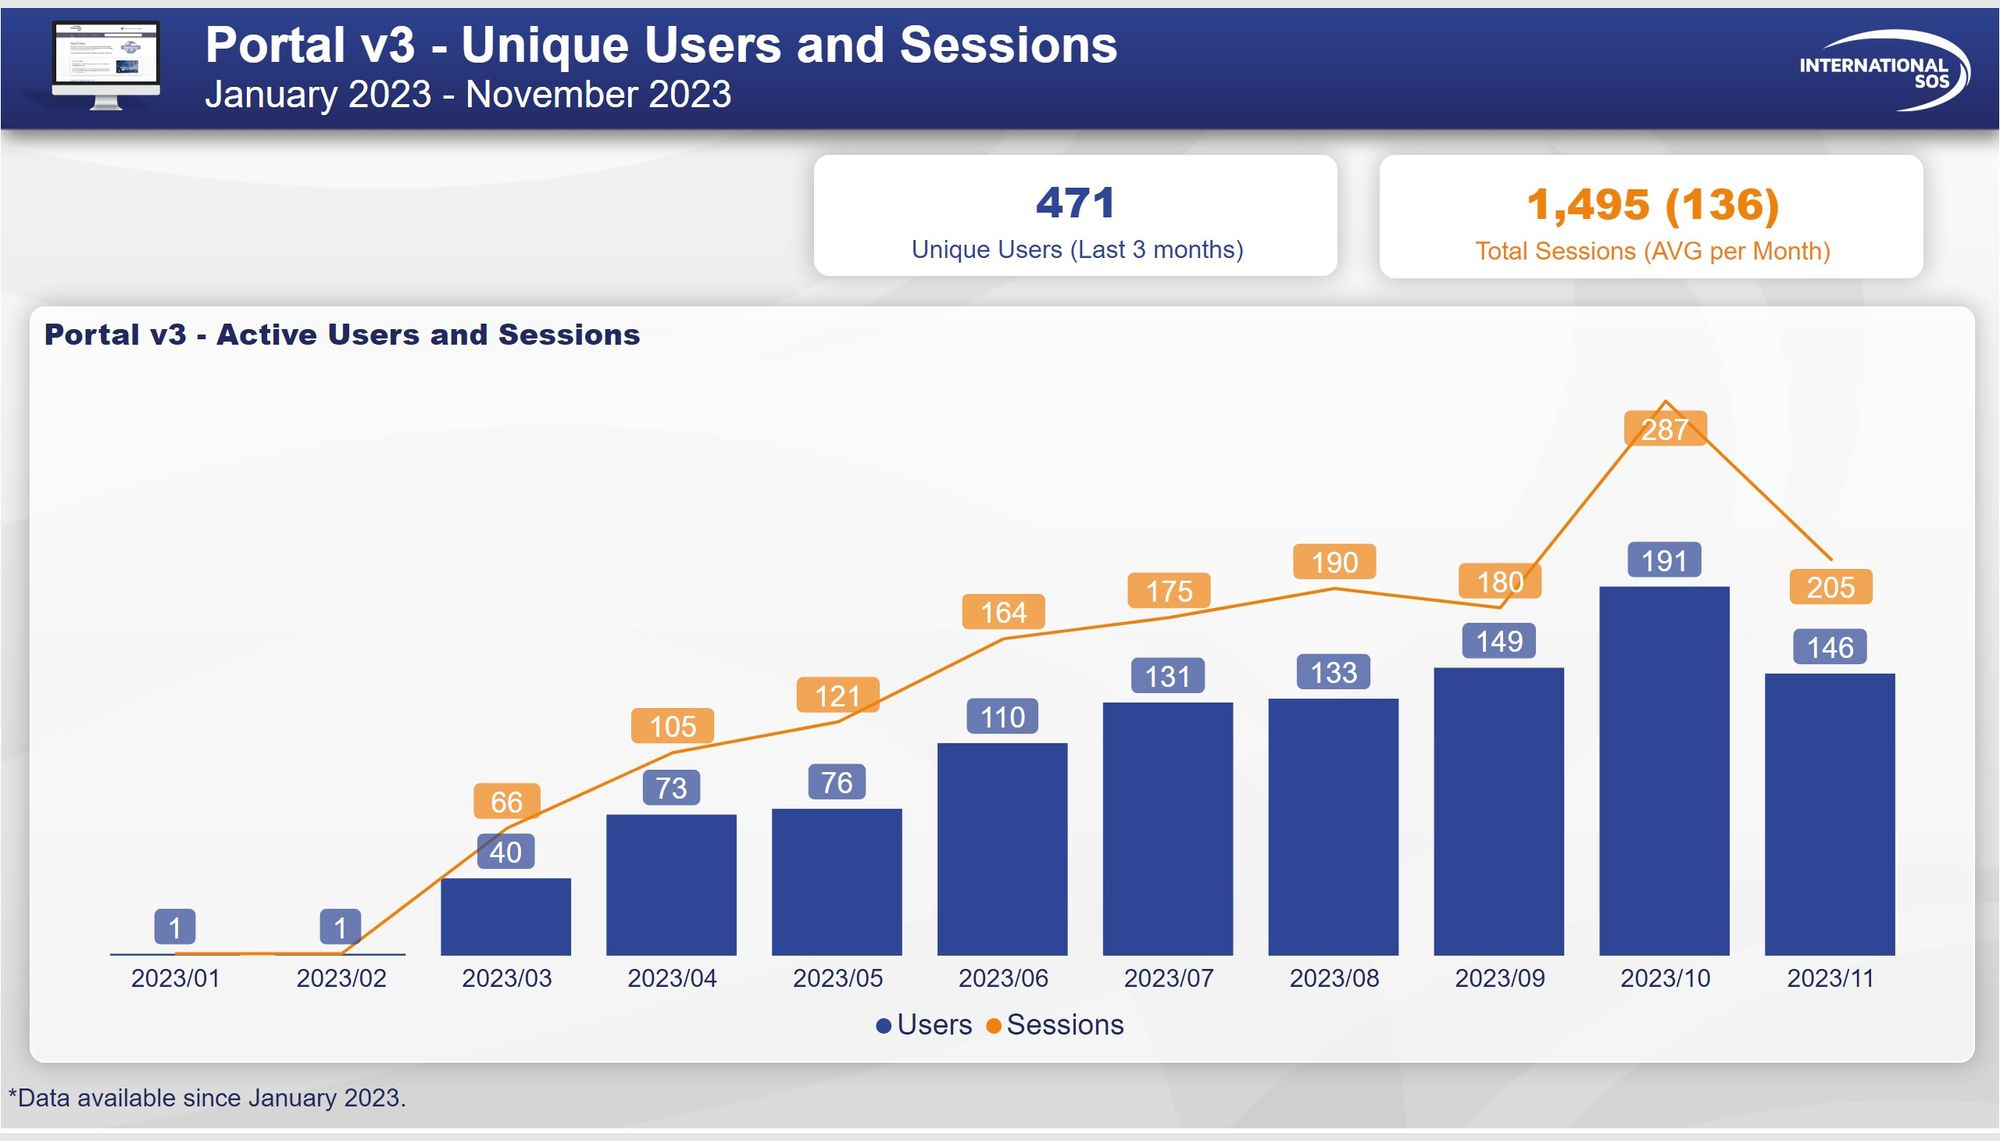 Portal v3 - Unique Users and Sessions
January 2023 - November 2023
INTERNATIONAL
SOS
471
Unique Users (Last 3 months)
1,495 (136)
Total Sessions (AVG per Month)
Portal v3 - Active Users and Sessions
287
191
190
180
205
175
164
149
146
131
133
121
110
105
73
76
66
40
1
1
2023/01 2023/02 2023/03 2023/04 2023/05 2023/06 2023/07 2023/08 2023/09 2023/10 2023/11
Users Sessions
*Data available since January 2023.